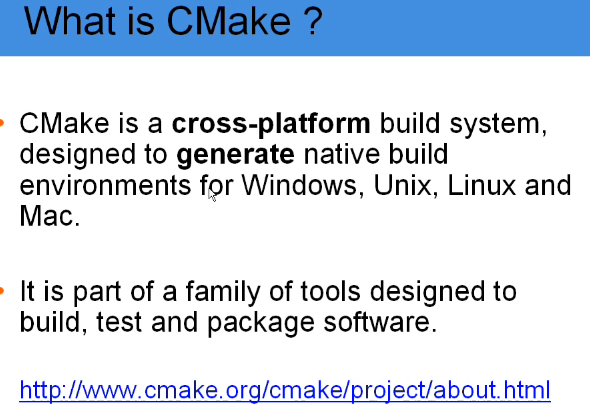 What is CMake ?
• CMake is a cross-platform build system,
designed to generate native build
environments for Windows, Unix, Linux and
Mac.
• It is part of a family of tools designed to
build, test and package software.
http://www.cmake.org/cmake/project/about.html